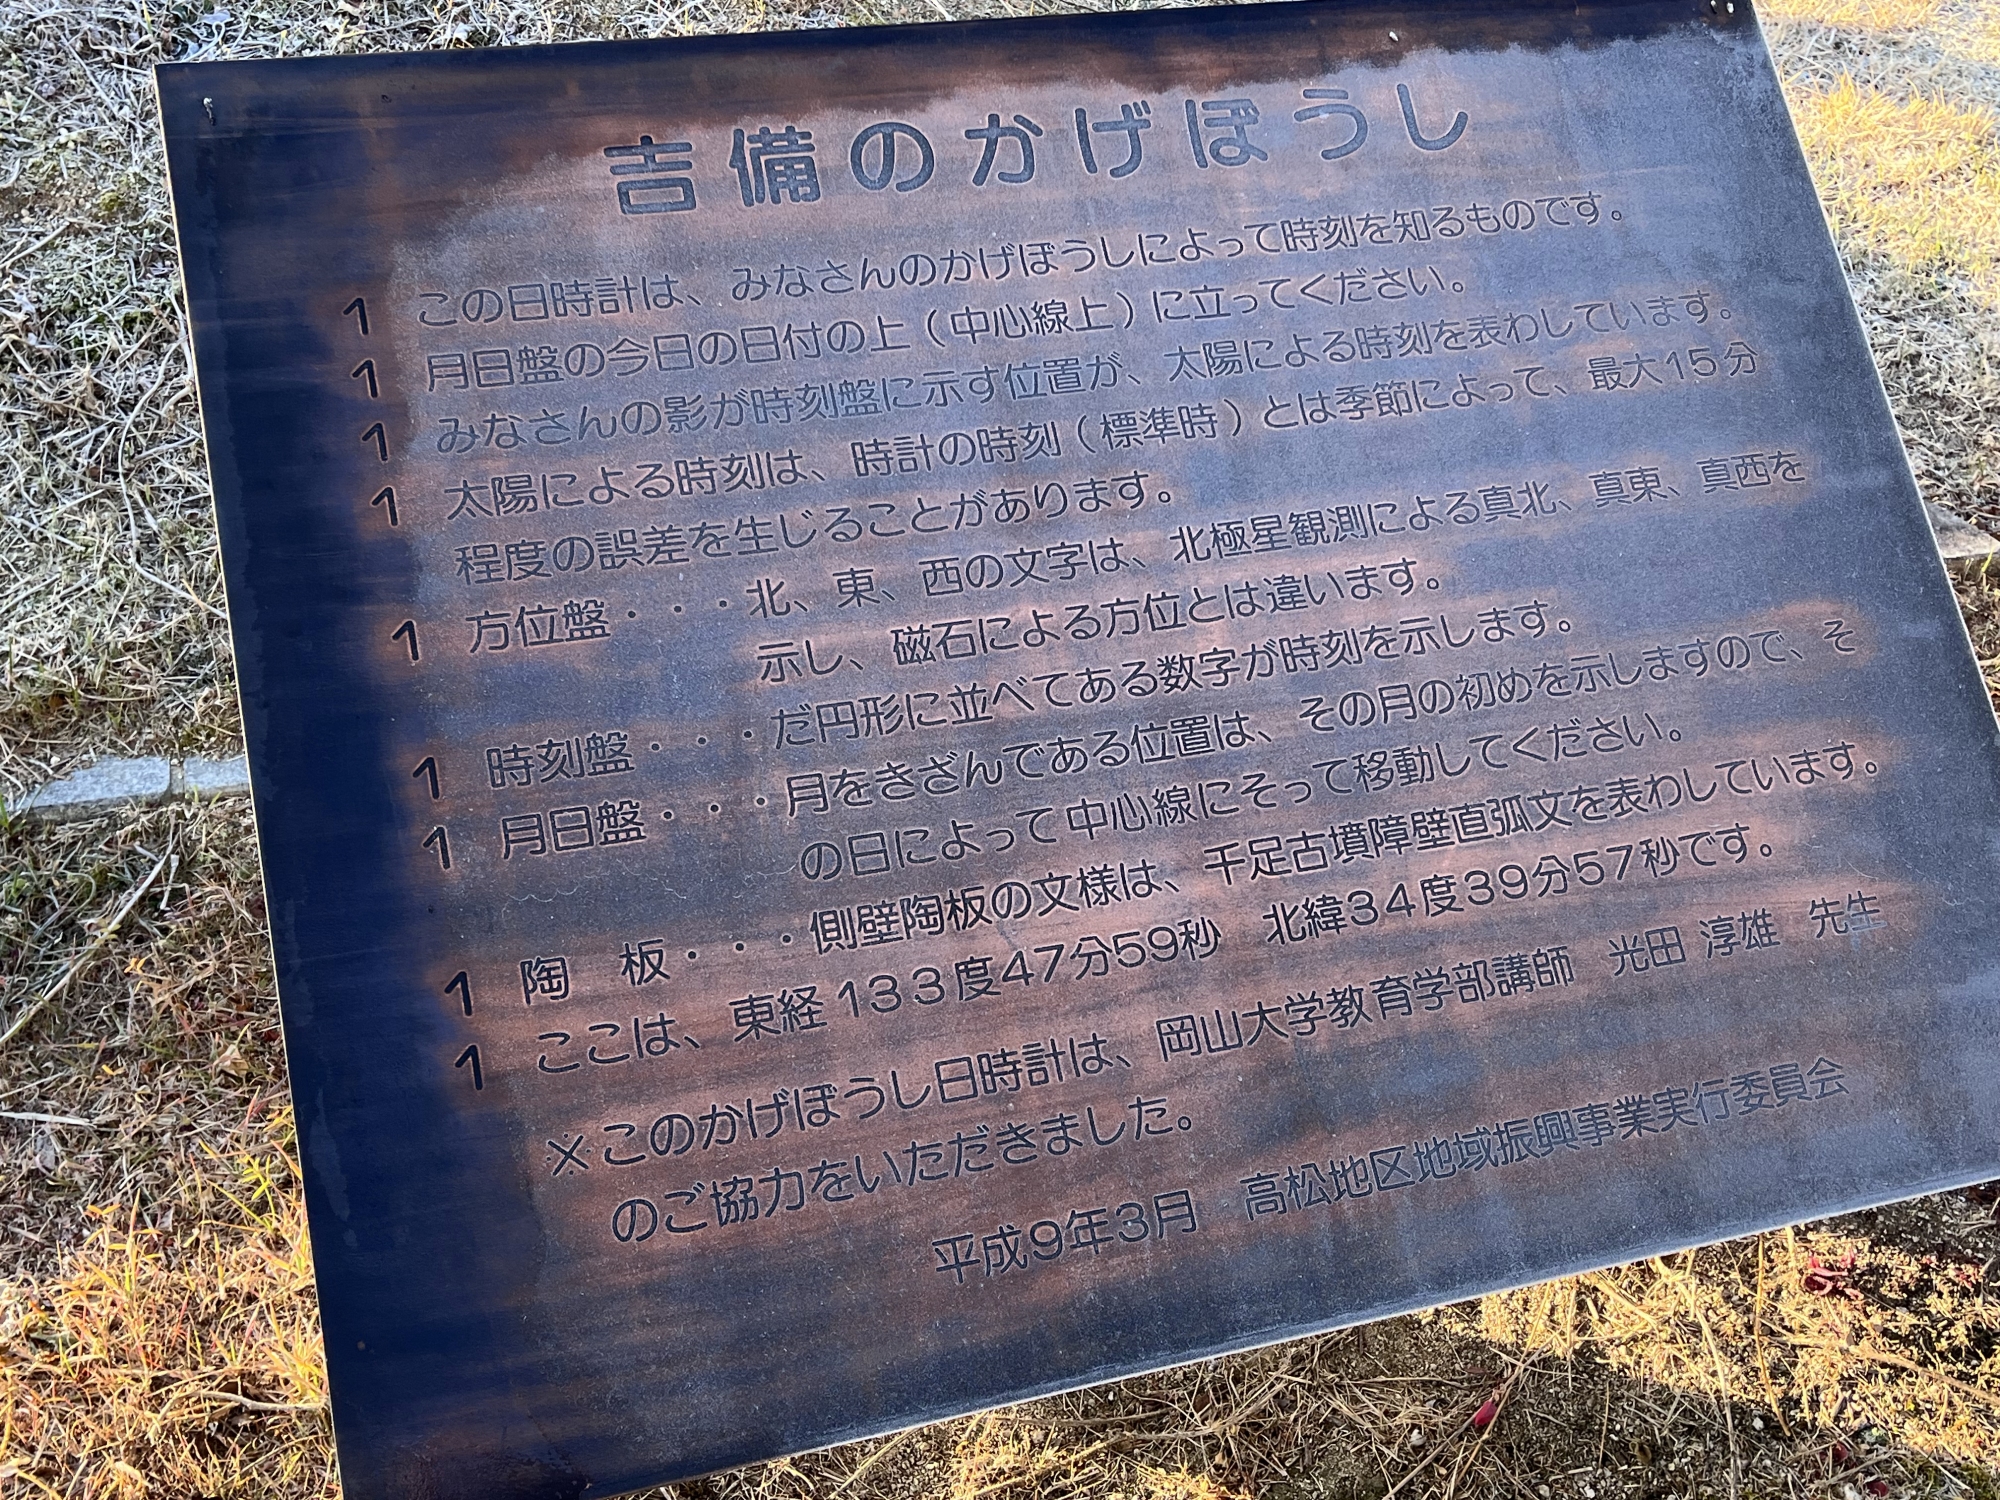 吉備のかげぼうし
1 この日時計は、みなさんのかげぼうしによって時刻を知るものです。
1 月日盤の今日の日付の上（中心線上）に立ってください。
1 みなさんの影が時刻盤に示す位置が、太陽による時刻を表わしています。
1 太陽による時刻は、時計の時刻（標準時）とは季節によって、最大15分
程度の誤差を生じることがあります。
1 方位盤・・・北、東、西の文字は、北極星観測による真北、真東、真西を
示し、磁石による方位とは違います。
1 時刻盤・・・だ円形に並べてある数字が時刻を示します。
1 月日盤・・・月をきざんである位置は、その月の初めを示しますので、そ
の日によって中心線にそって移動してください。
1 陶　板・・・側壁陶板の文様は、千足古墳障壁直弧文を表わしています。
1 ここは、東経133度47分59秒　北緯34度39分57秒です。
※このかげぼうし日時計は、岡山大学教育学部講師　光田 淳雄　先生
のご協力をいただきました。
平成9年3月　高松地区地域振興事業実行委員会